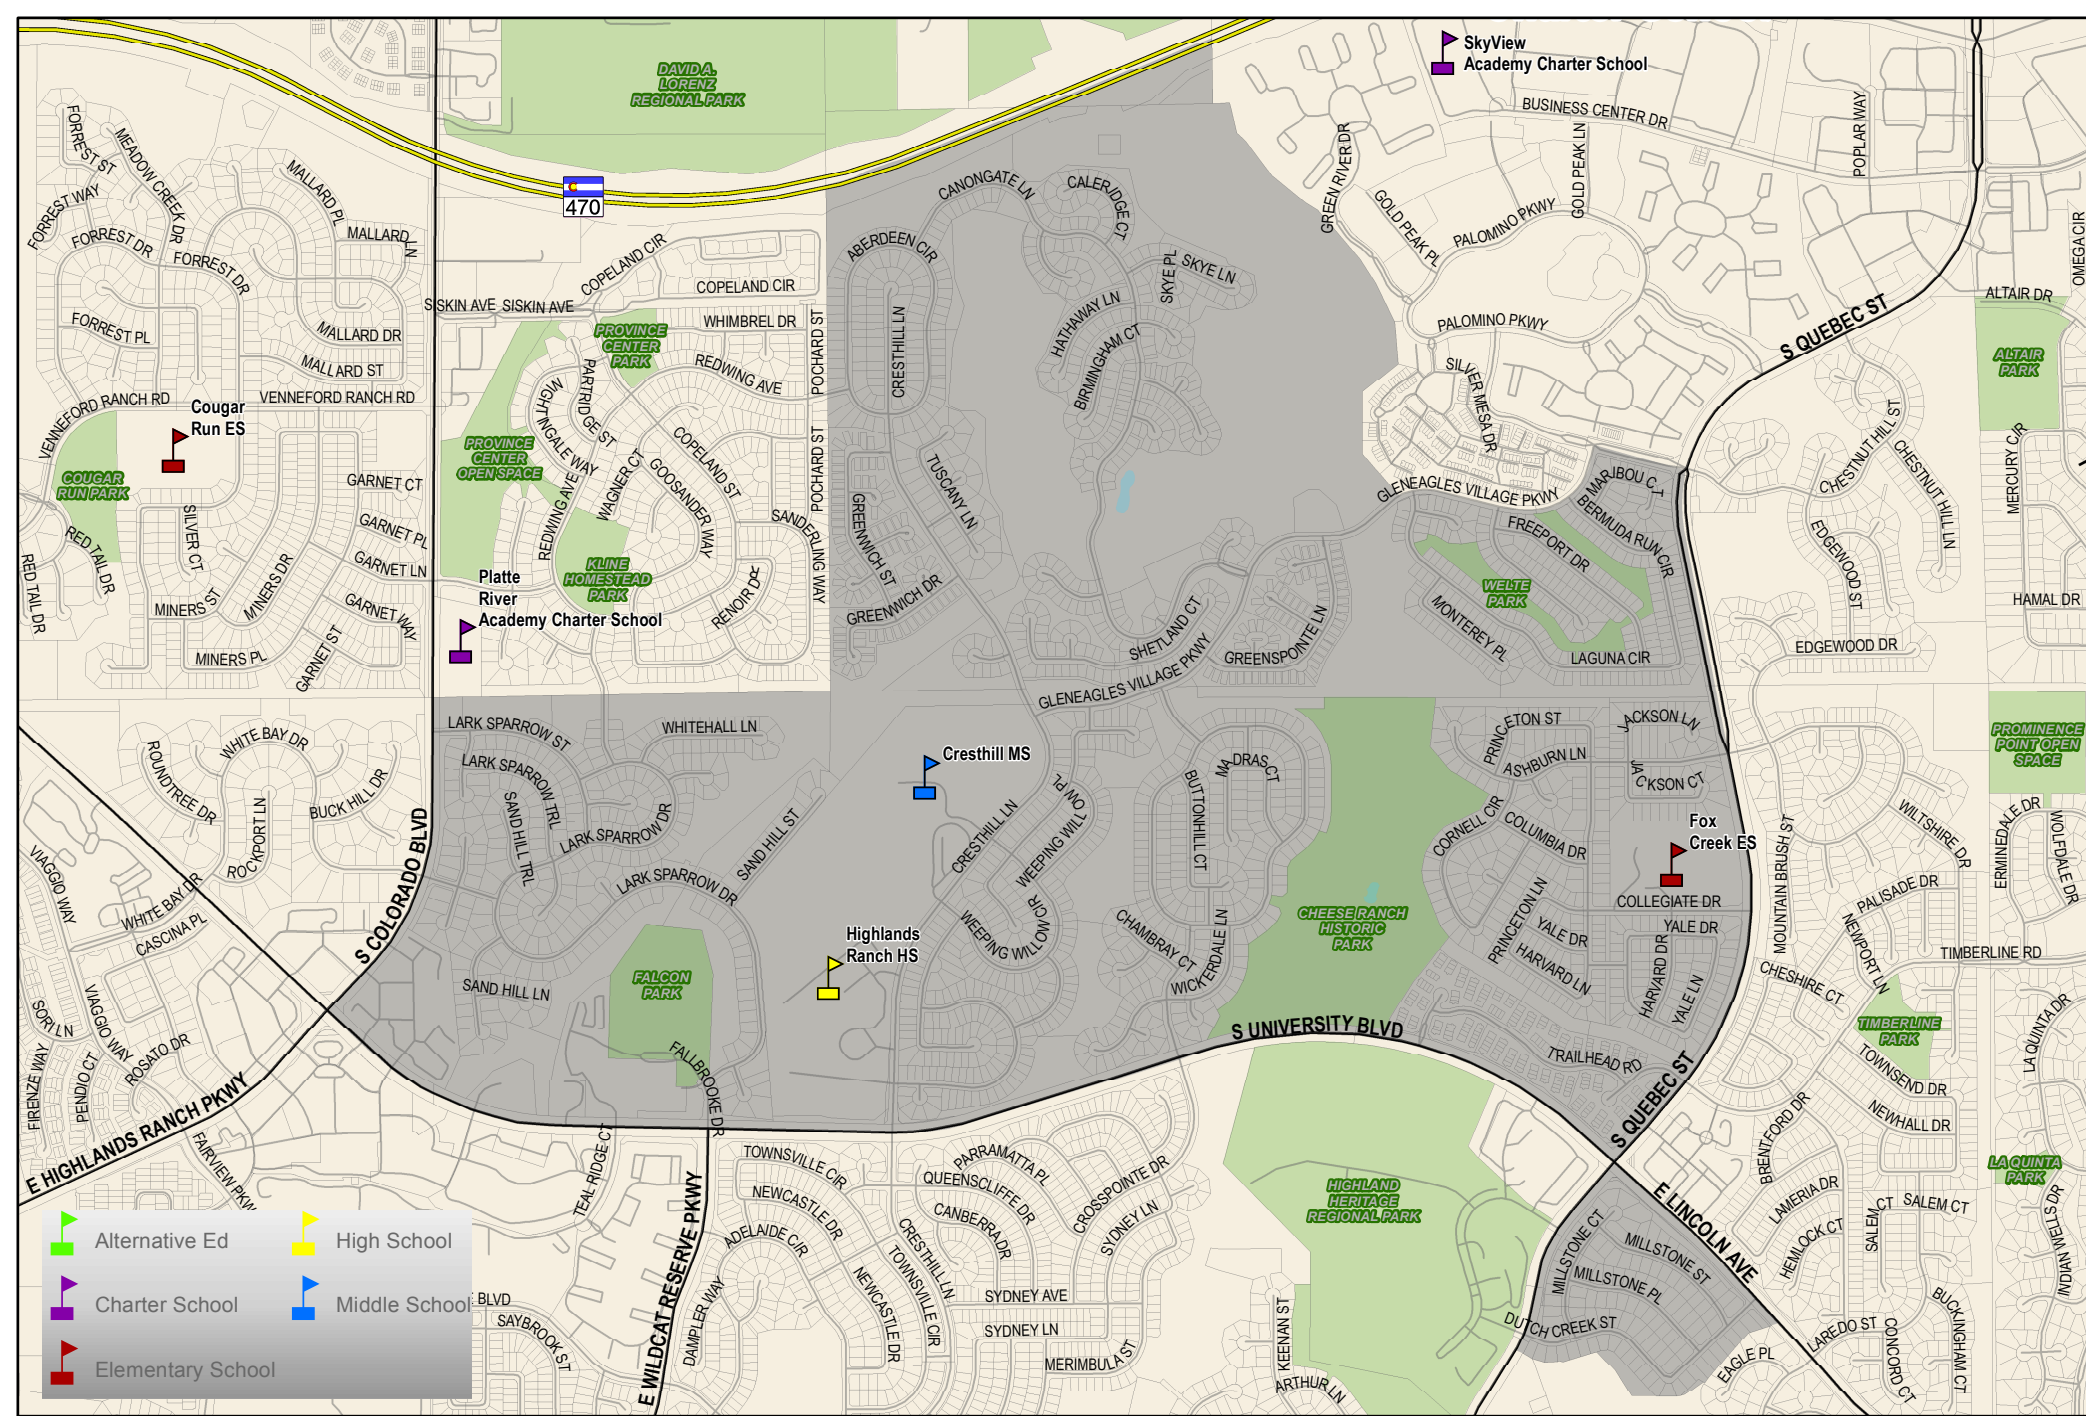 SkyView
Academy Charter School
DAVID A.
LORENZ
REGIONAL PARK
BUSINESS CENTER DR
POPLAR WAY
GOLD PEAK LN
GREEN RIVER DR
GOLD PEAK PL
PALOMINO PKWY
PALOMINO PKWY
OMEGA CIR
FORREST ST
MEADOW CREEK DR
MALLARD PL
FORREST WAY
MALLARD LN
FORREST DR
FORREST DR
FORREST PL
MALLARD DR
MALLARD ST
470
CANONGATE LN
CALERIDGE CT
ABERDEEN CIR
SKYE PL
SKYE LN
COPELAND CIR
COPELAND CIR
SISKIN AVE
SISKIN AVE
HATHAWAY LN
BIRMINGHAM CT
CRESTHILL LN
WHIMBREL DR
POCHARD ST
PROVINCE
CENTER
PARK
REDWING AVE
PARTRIDGE ST
NIGHTINGALE WAY
ALTAIR DR
ALTAIR
PARK
S QUEBEC ST
SILVER MESA DR
VENNEFORD RANCH RD
VENNEFORD RANCH RD
Cougar
Run ES
COUGAR
RUN PARK
PROVINCE
CENTER
OPEN SPACE
COPELAND ST
WAGNER CT
GOOSANDER WAY
POCHARD ST
TUSCANY LN
GREENWICH ST
GREENWICH DR
SANDERLING WAY
CHESTNUT HILL ST
CHESTNUT HILL LN
MERCURY CIR
EDGEWOOD ST
EDGEWOOD DR
HAMAL DR
GLENEAGLES VILLAGE PKWY
MARIBOU CT
BERMUDA RUN CIR
FREEPORT DR
WELTE
PARK
MONTEREY PL
LAGUNA CIR
GARNET CT
GARNET PL
GARNET LN
GARNET WAY
GARNET ST
SILVER CT
MINERS ST
MINERS DR
MINERS PL
RED TAIL DR
RED TAIL DR
REDWING AVE
KLINE
HOMESTEAD
PARK
RENOIR DR
Platte
River
Academy Charter School
SHETLAND CT
GREENSPOINTE LN
GLENEAGLES VILLAGE PKWY
PROMINENCE
POINT OPEN
SPACE
LARK SPARROW ST
LARK SPARROW TRL
SAND HILL TRL
LARK SPARROW DR
WHITEHALL LN
LARK SPARROW DR
SAND HILL ST
SAND HILL LN
Cresthill MS
CRESTHILL LN
WEEPING WILLOW PL
WEEPING WILLOW CIR
BUTTONHILL CT
MADRAS CT
CHAMBRAY CT
WICKERDALE LN
Highlands
Ranch HS
FALCON
PARK
FALLBROOKE DR
CHEESE RANCH
HISTORIC
PARK
PRINCETON ST
JACKSON LN
ASHBURN LN
JACKSON CT
CORNELL CIR
COLUMBIA DR
Fox
Creek ES
COLLEGIATE DR
PRINCETON LN
YALE DR
YALE DR
HARVARD LN
HARVARD DR
YALE LN
TRAILHEAD RD
S QUEBEC ST
S UNIVERSITY BLVD
MOUNTAIN BRUSH ST
WILTSHIRE DR
ERMINEDALE DR
WOLFDALE DR
PALISADE DR
NEWPORT LN
TIMBERLINE RD
CHESHIRE CT
TIMBERLINE
PARK
LA QUINTA DR
TOWNSEND DR
NEWHALL DR
BRENTFORD DR
LA QUINTA
PARK
LAMERIA DR
HEMLOCK CT
SALEM CT
SALEM CT
WANDINI WELLS DR
BUCKINGHAM CT
CONCORD CT
LAREDO ST
EAGLE PL
E LINCOLN AVE
MILLSTONE CT
MILLSTONE ST
MILLSTONE PL
DUTCH CREEK ST
HIGHLAND
HERITAGE
REGIONAL PARK
ROUNDTREE DR
WHITE BAY DR
BUCK HILL DR
ROCKPORT LN
WHITE BAY DR
CASCINA PL
VIAGGIO WAY
VIAGGIO WAY
SORI LN
FIRENZE WAY
PENDIO CT
ROSATO DR
S COLORADO BLVD
E HIGHLANDS RANCH PKWY
FAIRVIEW PKWY
TEAL RIDGE CT
E WILDCAT RESERVE PKWY
TOWNSVILLE CIR
NEWCASTLE DR
ADELAIDE CIR
DAMPLER WAY
NEWCASTLE DR
TOWNSVILLE CIR
CRESTHILL LN
QUEENSCLIFFE DR
PARRAMATTA PL
CANBERRA DR
CROSSPOINTE DR
SYDNEY LN
SYDNEY AVE
SYDNEY LN
MERIMBULA ST
KEENAN ST
ARTHUR LN
BLVD
SAYBROOK ST
Alternative Ed
High School
Charter School
Middle School
Elementary School